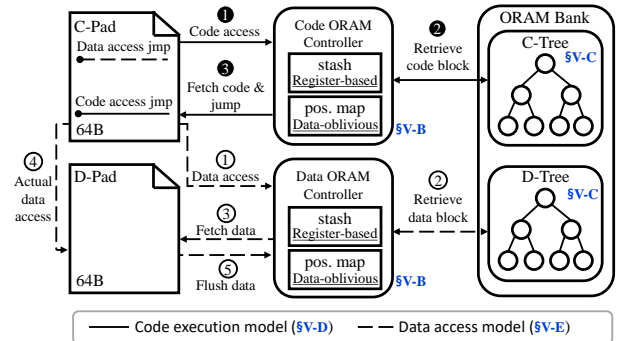 C-Pad
Data access jmp
Code access jmp
64B
❶
Code access
❸
Fetch code &
jump
Code ORAM
Controller
stash
Register-based
pos. map
Data-oblivious
§V-B
❷
Retrieve
code block
ORAM Bank
C-Tree
§V-C
④
Actual
data
access
D-Pad
64B
①
Data access
③
Fetch data
⑤
Flush data
Data ORAM
Controller
stash
Register-based
pos. map
Data-oblivious
§V-B
②
Retrieve
data block
D-Tree
§V-C
Code execution model (§V-D)
Data access model (§V-E)